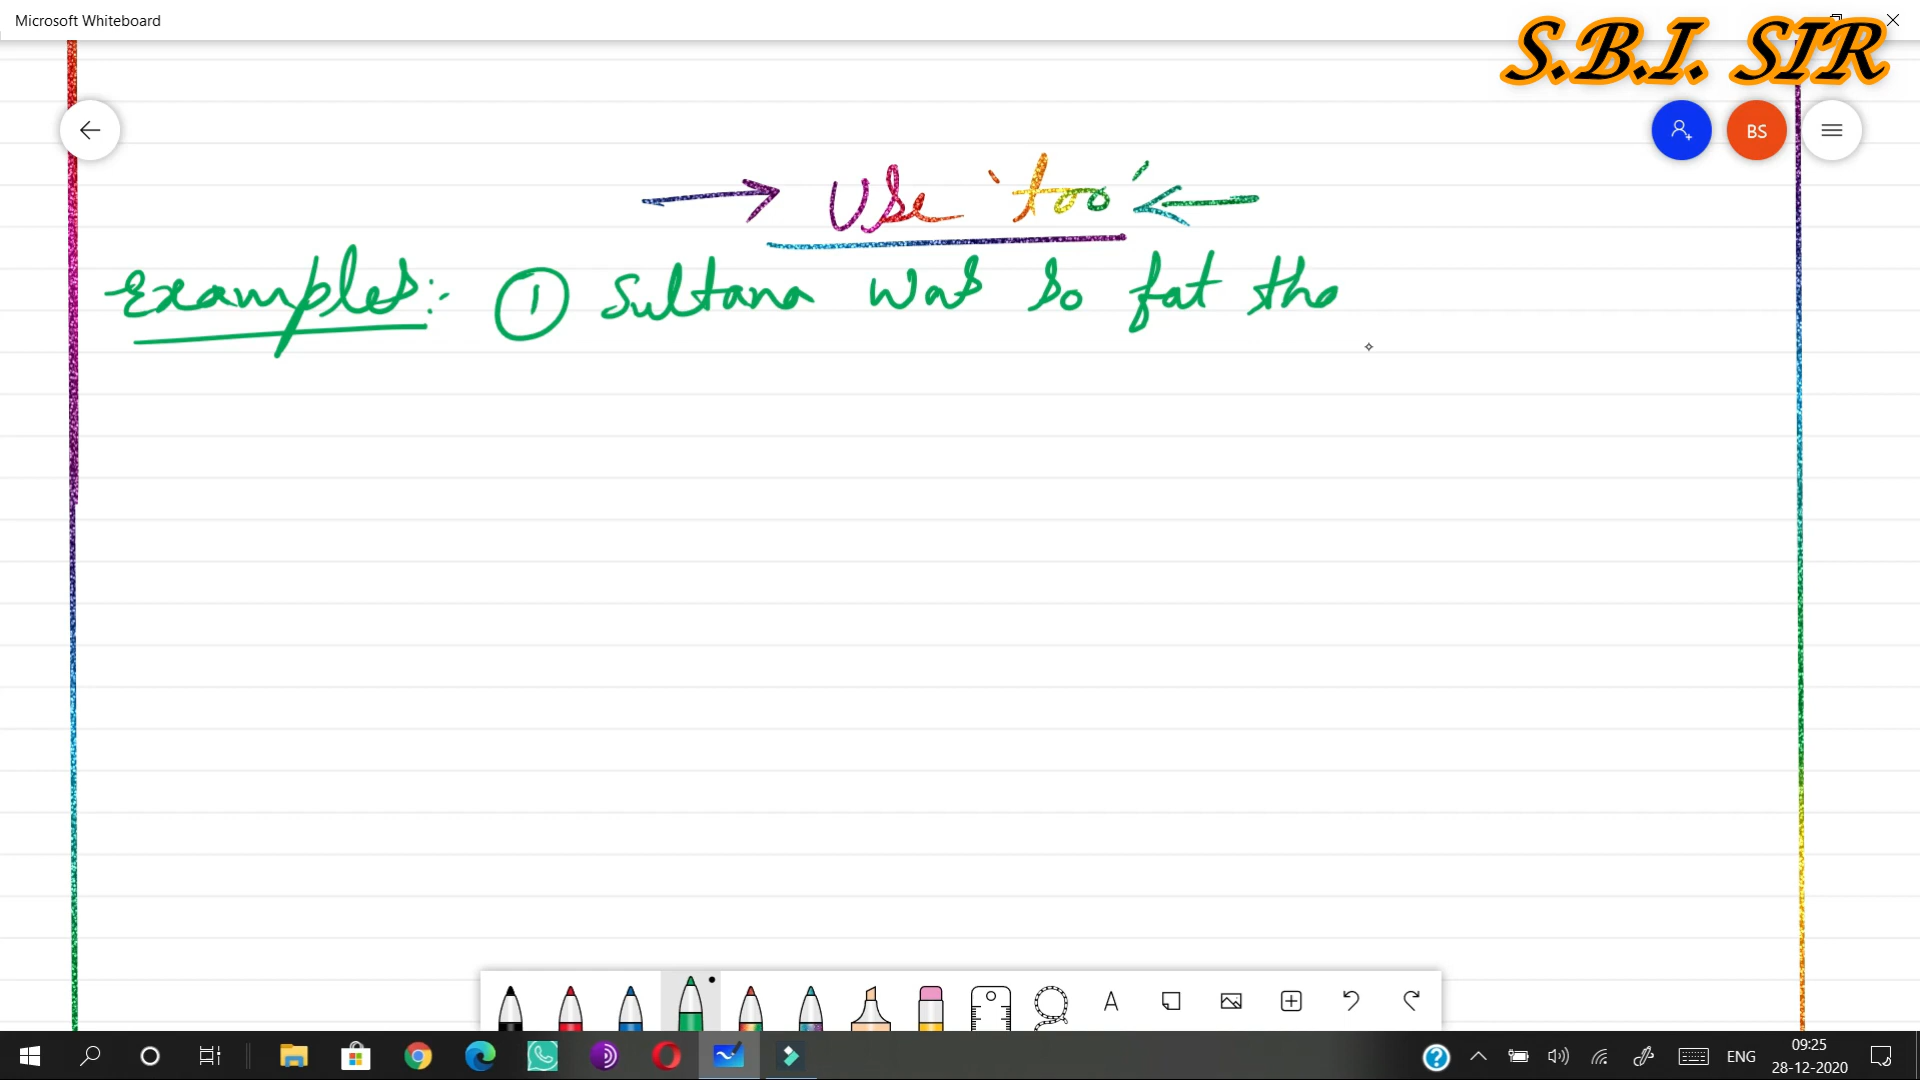 Microsoft Whiteboard
S.B.I. SIR
BS
Use 'too'
Examples:- ① Sultana was so fat tha
A
ENG
09:25
28-12-2020